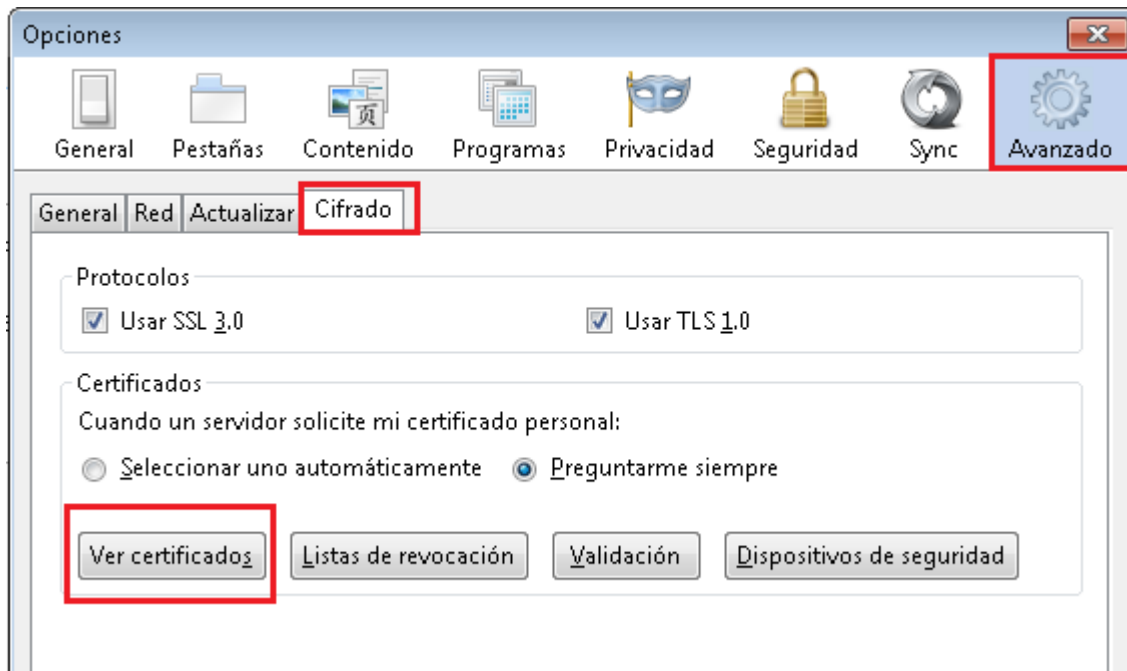 Opciones
页
General Pestañas Contenido Programas Privacidad Seguridad Sync Avanzado
General Red Actualizar Cifrado
Protocolos
Usar SSL 3.0 Usar TLS 1.0
Certificados
Cuando un servidor solicite mi certificado personal:
Seleccionar uno automáticamente Preguntarme siempre
Ver certificados Listas de revocación Validación Dispositivos de seguridad